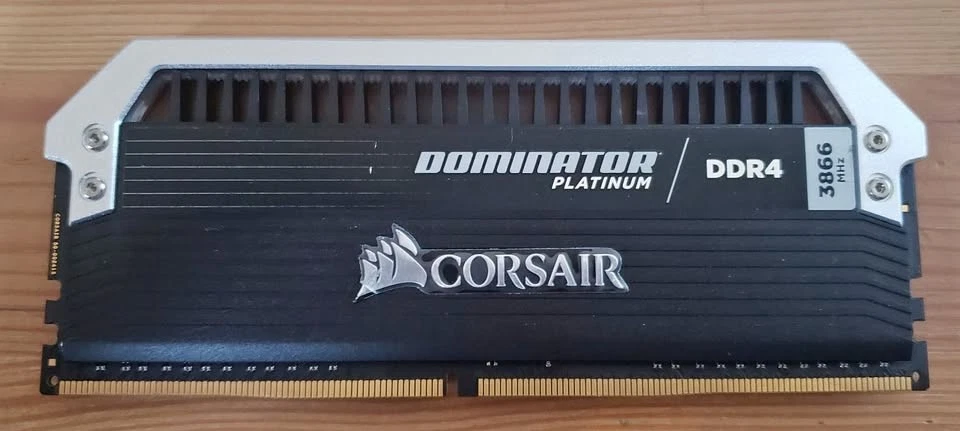 DOMINATOR
PLATINUM
DDR4
3866
MHz
CORSAIR